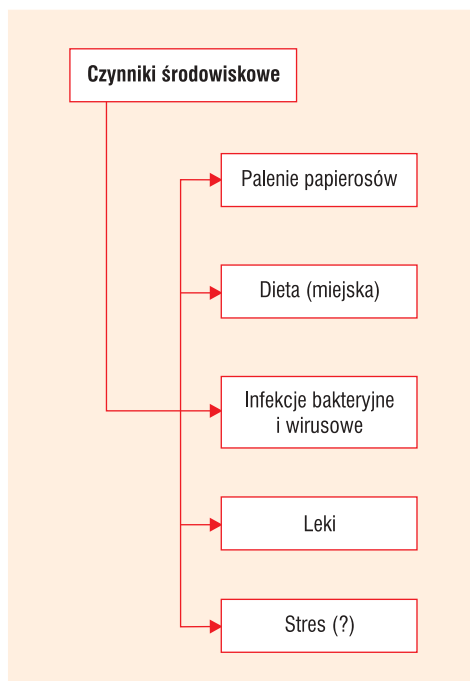 Czynniki środowiskowe
Palenie papierosów
Dieta (miejska)
Infekcje bakteryjne
i wirusowe
Leki
Stres (?)